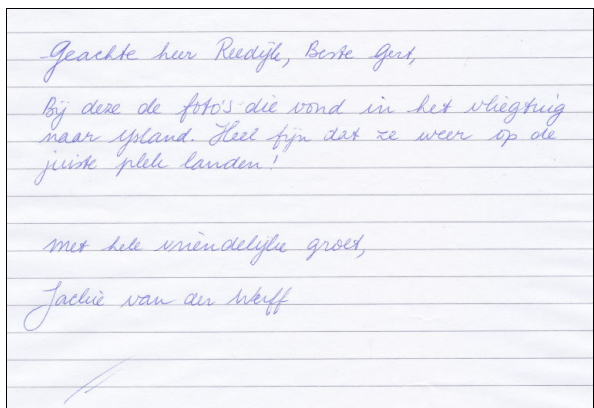 Geachte heer Reedijk, Beste Gert,
Bij deze de foto's die vond in het vliegtuig
naar IJsland. Heel fijn dat ze weer op de
juiste plek landen!
Met hele vriendelijke groet,
Jackie van der Werff